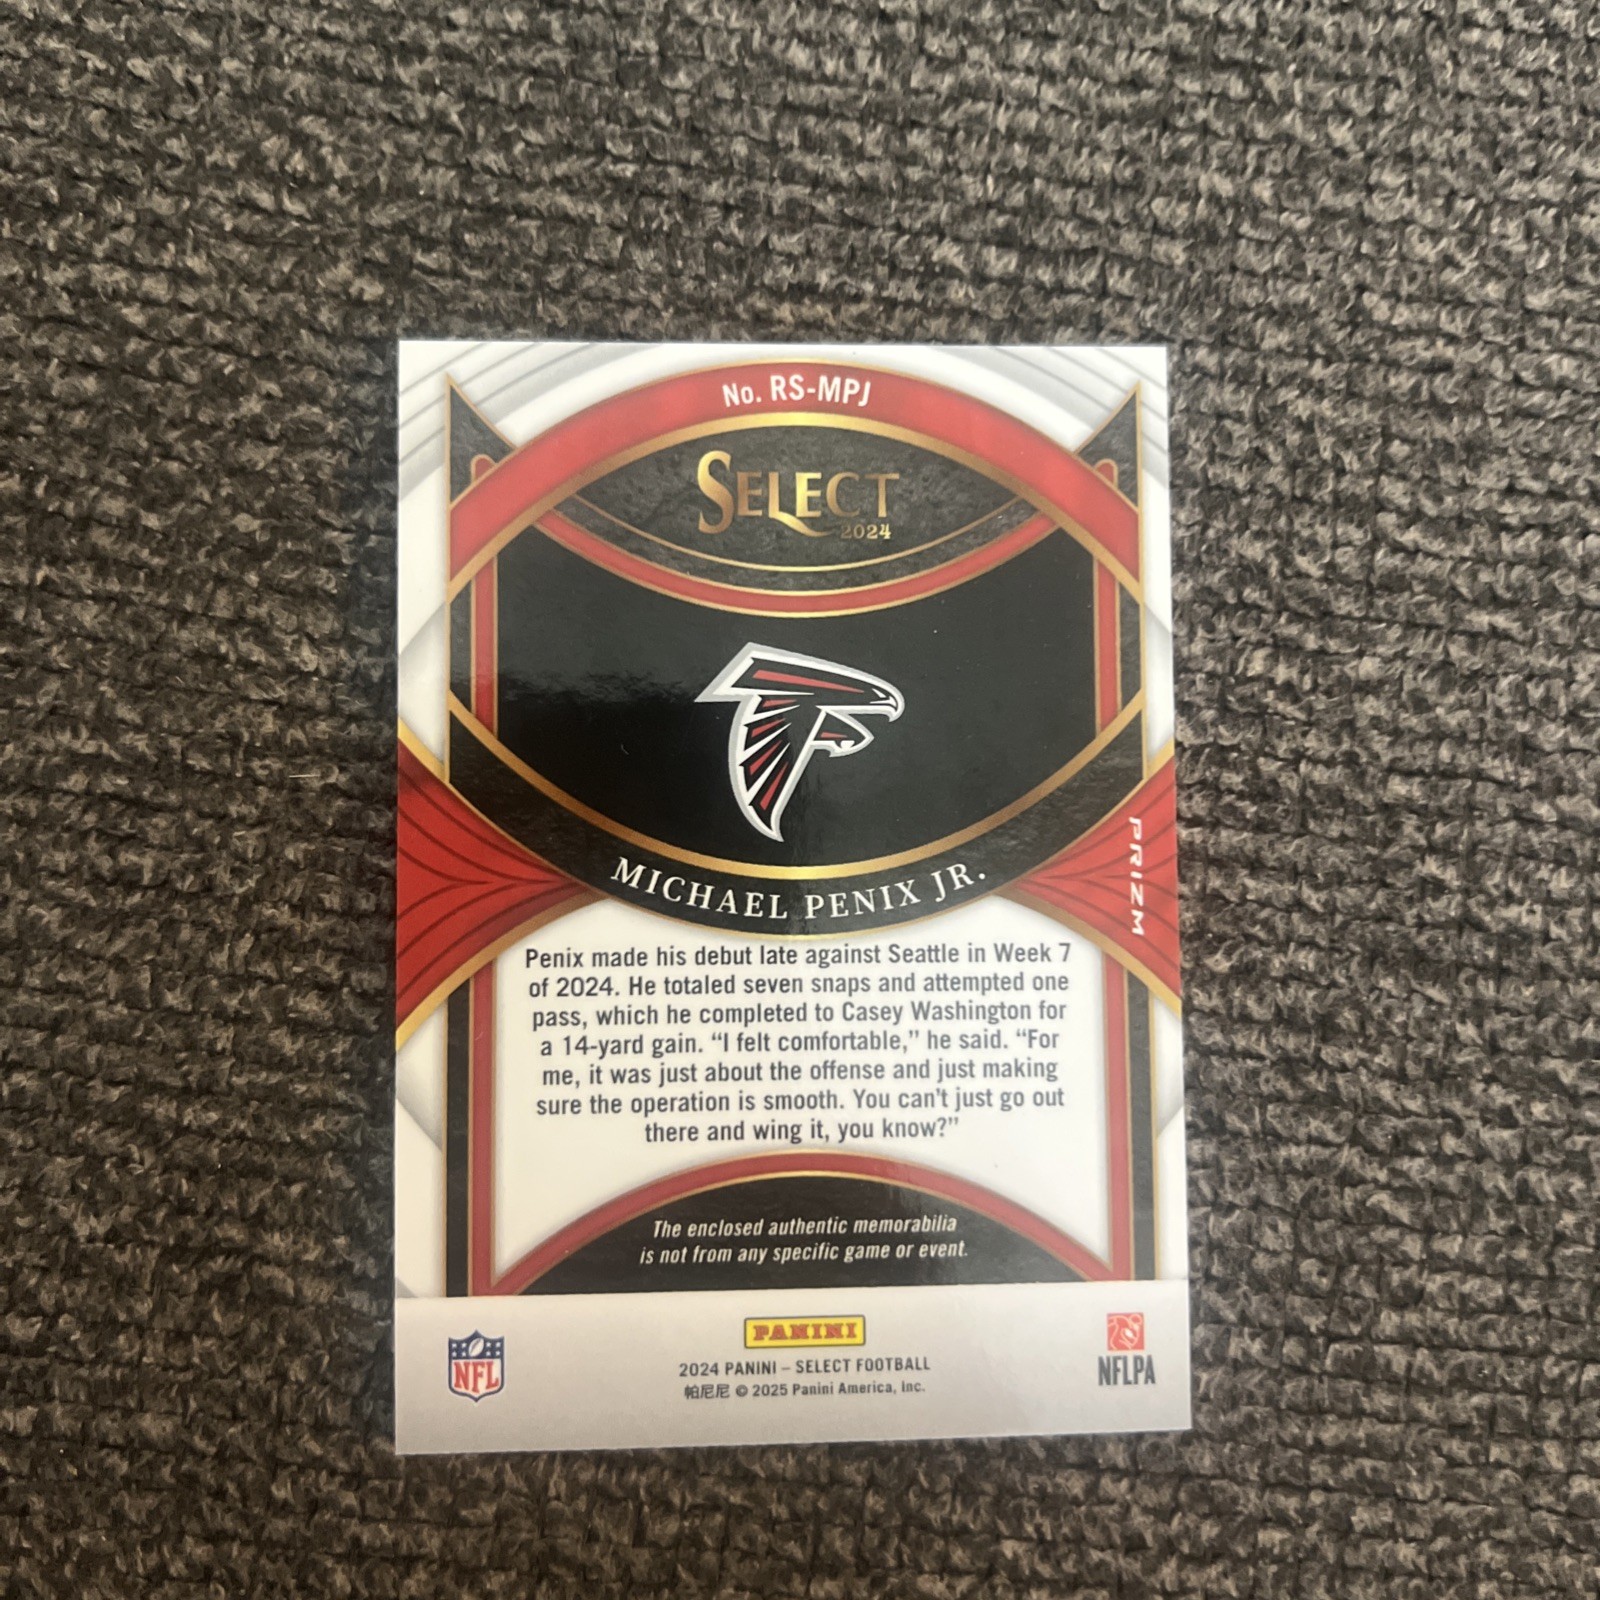 No. RS-MPJ
SELECT
2024
MICHAEL PENIX JR.
PRIZM
Penix made his debut late against Seattle in Week 7
of 2024. He totaled seven snaps and attempted one
pass, which he completed to Casey Washington for
a 14-yard gain. “I felt comfortable,” he said. “For
me, it was just about the offense and just making
sure the operation is smooth. You can't just go out
there and wing it, you know?”
The enclosed authentic memorabilia
is not from any specific game or event.
NFL
PANINI
2024 PANINI – SELECT FOOTBALL
帕尼尼 © 2025 Panini America, Inc.
NFLPA